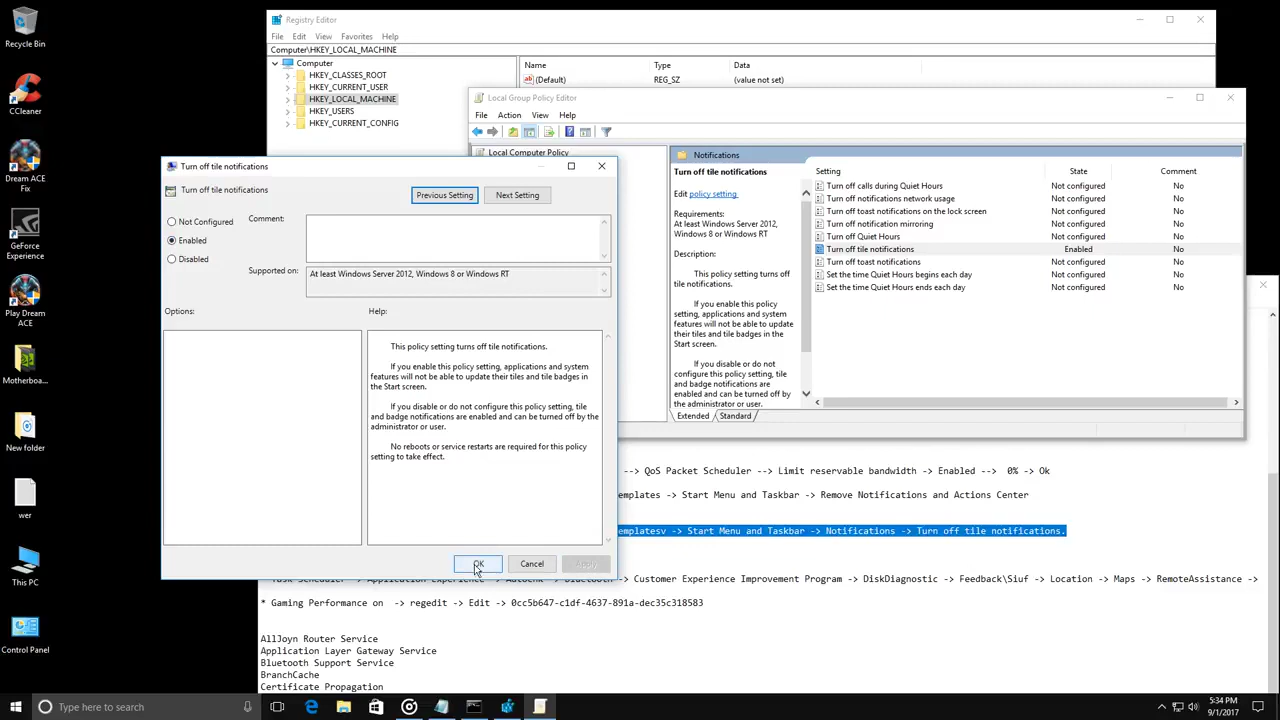 Recycle Bin
CCleaner
Dream ACE
Fix
GeForce
Experience
Play Dream
ACE
Motherboa...
New folder
wer
This PC
Control Panel
Registry Editor
File Edit View Favorites Help
Computer\HKEY_LOCAL_MACHINE
Computer
HKEY_CLASSES_ROOT
HKEY_CURRENT_USER
HKEY_LOCAL_MACHINE
HKEY_USERS
HKEY_CURRENT_CONFIG
Name Type Data
(Default) REG_SZ (value not set)
Local Group Policy Editor
File Action View Help
Local Computer Policy
Notifications
Turn off tile notifications
Edit policy setting.
Requirements:
At least Windows Server 2012,
Windows 8 or Windows RT
Description:
This policy setting turns off
tile notifications.
If you enable this policy
setting, applications and system
features will not be able to update
their tiles and tile badges in the
Start screen.
If you disable or do not
configure this policy setting, tile
and badge notifications are
enabled and can be turned off by
the administrator or user.
Setting State Comment
Turn off calls during Quiet Hours Not configured No
Turn off notifications network usage Not configured No
Turn off toast notifications on the lock screen Not configured No
Turn off notification mirroring Not configured No
Turn off Quiet Hours Not configured No
Turn off tile notifications Enabled No
Turn off toast notifications Not configured No
Set the time Quiet Hours begins each day Not configured No
Set the time Quiet Hours ends each day Not configured No
Extended Standard
Turn off tile notifications
Turn off tile notifications
Previous Setting Next Setting
Not Configured
Enabled
Disabled
Comment:
Supported on:
At least Windows Server 2012, Windows 8 or Windows RT
Options:
Help:
This policy setting turns off tile notifications.
If you enable this policy setting, applications and system
features will not be able to update their tiles and tile badges in
the Start screen.
If you disable or do not configure this policy setting, tile
and badge notifications are enabled and can be turned off by the
administrator or user.
No reboots or service restarts are required for this policy
setting to take effect.
OK Cancel Apply
--> QoS Packet Scheduler --> Limit reservable bandwidth -> Enabled --> 0% -> Ok
emplates -> Start Menu and Taskbar -> Remove Notifications and Actions Center
emplatesv -> Start Menu and Taskbar -> Notifications -> Turn off tile notifications.
* Task Scheduler -> Application Experience -> Autochk -> Bluetooth -> Customer Experience Improvement Program -> DiskDiagnostic -> Feedback\Siuf -> Location -> Maps -> RemoteAssistance ->
* Gaming Performance on -> regedit -> Edit -> 0cc5b647-c1df-4637-891a-dec35c318583
AllJoyn Router Service
Application Layer Gateway Service
Bluetooth Support Service
BranchCache
Certificate Propagation
Type here to search
5:34 PM
9/1/2017